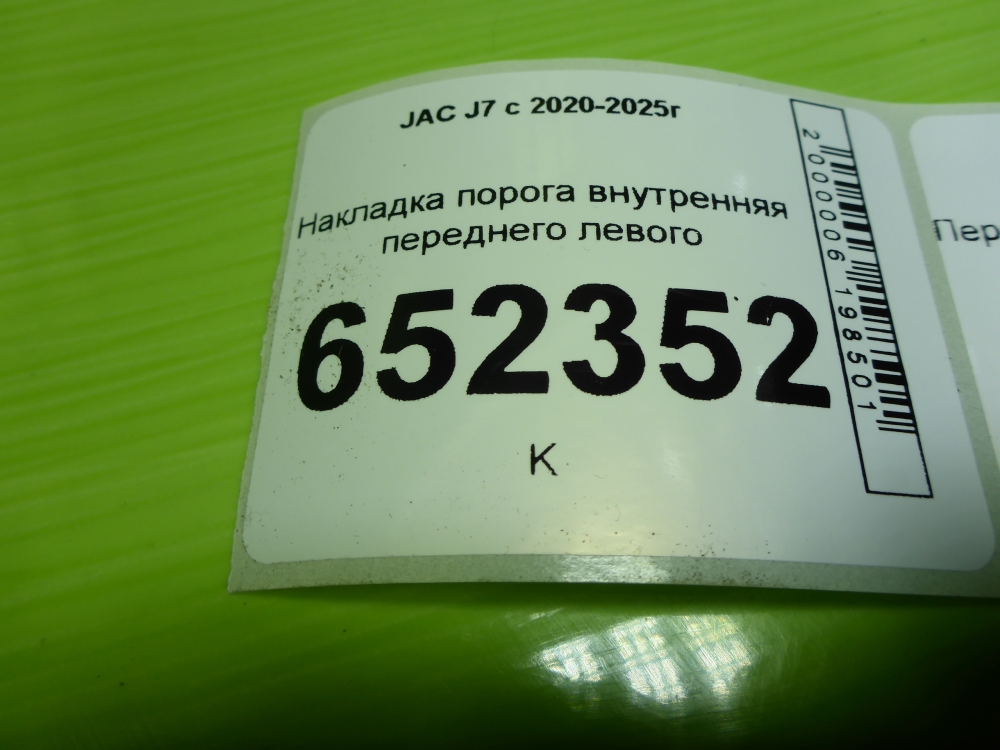 JAC J7 с 2020-2025г
Накладка порога внутренняя
переднего левого
652352
К
2000006198501
Пер